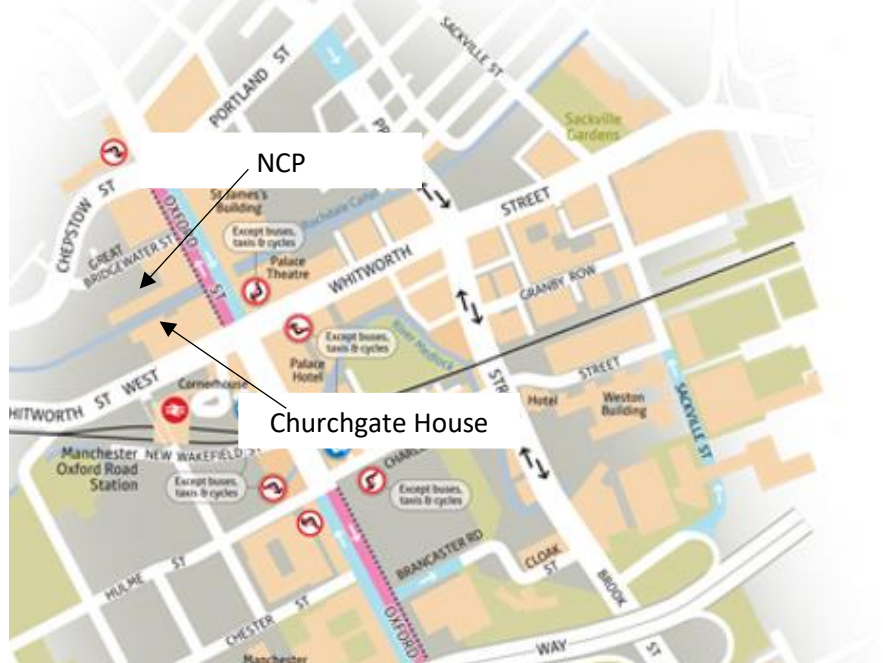 SACKVILLE ST
PORTLAND ST
Sackville
Gardens
NCP
CHEPSTOW ST
St James's
Building
OXFORD ST
Rochdale Canal
STREET
Except buses,
taxis & cycles
GREAT
BRIDGEWATER ST
Palace
Theatre
WHITWORTH
GRANBY ROW
River Medlock
Except buses,
taxis & cycles
Palace
Hotel
STREET
Cornerhouse
HITWORTH ST WEST
Hotel
Weston
Building
SACKVILLE ST
Churchgate House
Manchester
Oxford Road
Station
NEW WAKEFIELD
Except buses,
taxis & cycles
Except buses,
taxis & cycles
BRANCASTER RD
CLOAK
ST
HULME ST
BROOK
ST
CHESTER ST
OXFORD
WAY
Manchester